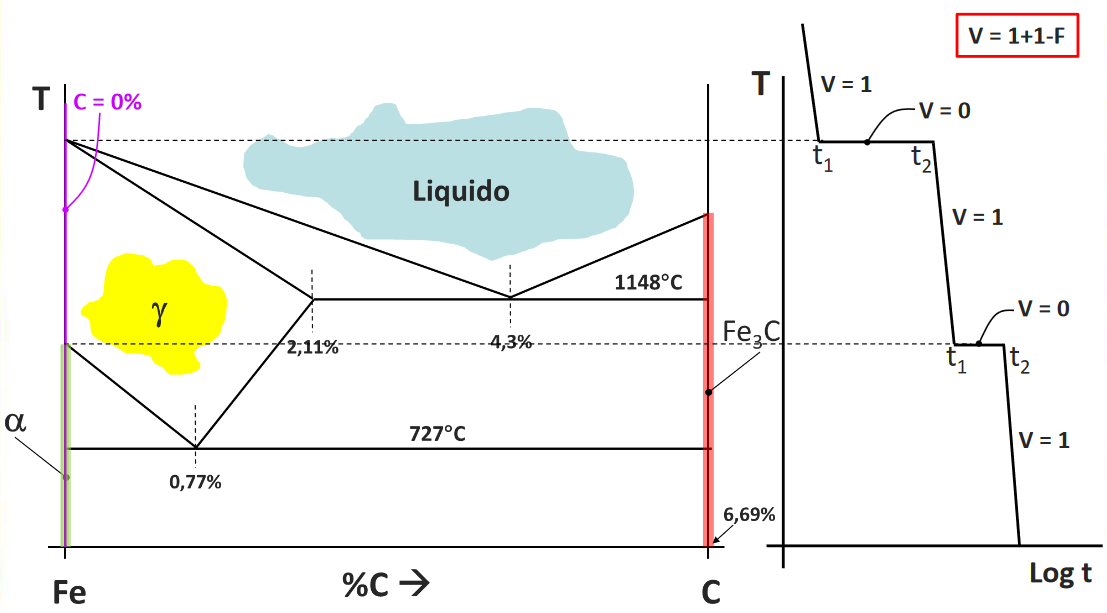 V = 1+1-F
T
C = 0%
T
V = 1
V = 0
t1
t2
Liquido
V = 1
1148°C
γ
V = 0
Fe3C
2,11%
4,3%
t1
t2
α
727°C
V = 1
0,77%
6,69%
Fe
%C →
C
Log t